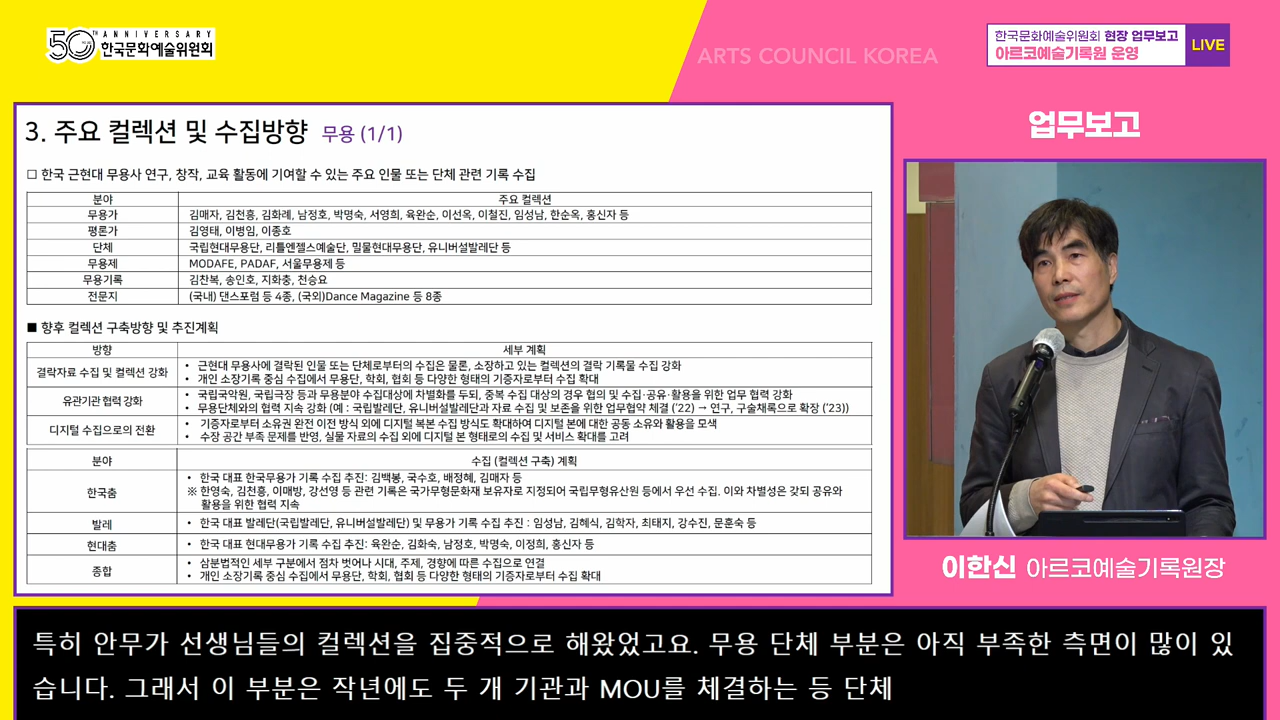 50TH ANNIVERSARY
한국문화예술위원회
ARTS COUNCIL KOREA
한국문화예술위원회 현장 업무보고
아르코예술기록원 운영
LIVE
업무보고
3. 주요 컬렉션 및 수집방향 무용 (1/1)
□ 한국 근현대 무용사 연구, 창작, 교육 활동에 기여할 수 있는 주요 인물 또는 단체 관련 기록 수집
분야 주요 컬렉션
무용가 김매자, 김천흥, 김화례, 남정호, 박명숙, 서영희, 육완순, 이선옥, 이철진, 임성남, 한순옥, 홍신자 등
평론가 김영태, 이병임, 이종호
단체 국립현대무용단, 리틀엔젤스예술단, 밀물현대무용단, 유니버설발레단 등
무용제 MODAFE, PADAF, 서울무용제 등
무용기록 김찬복, 송인호, 지화충, 천승요
전문지 (국내) 댄스포럼 등 4종, (국외)Dance Magazine 등 8종
■ 향후 컬렉션 구축방향 및 추진계획
방향 세부 계획
결락자료 수집 및 컬렉션 강화
• 근현대 무용사에 결락된 인물 또는 단체로부터의 수집은 물론, 소장하고 있는 컬렉션의 결락 기록물 수집 강화
• 개인 소장기록 중심 수집에서 무용단, 학회, 협회 등 다양한 형태의 기증자로부터 수집 확대
유관기관 협력 강화
• 국립국악원, 국립극장 등과 무용분야 수집대상에 차별화를 두되, 중복 수집 대상의 경우 협의 및 수집·공유·활용을 위한 업무 협력 강화
• 무용단체와의 협력 지속 강화 (예 : 국립발레단, 유니버설발레단과 자료 수집 및 보존을 위한 업무협약 체결 ('22) → 연구, 구술채록으로 확장 ('23))
디지털 수집으로의 전환
• 기증자로부터 소유권 완전 이전 방식 외에 디지털 복본 수집 방식도 확대하여 디지털 본에 대한 공동 소유와 활용을 모색
• 수장 공간 부족 문제를 반영, 실물 자료의 수집 외에 디지털 본 형태로의 수집 및 서비스 확대를 고려
분야 수집 (컬렉션 구축) 계획
한국춤
• 한국 대표 한국무용가 기록 수집 추진: 김백봉, 국수호, 배정혜, 김매자 등
※ 한영숙, 김천흥, 이매방, 강선영 등 관련 기록은 국가무형문화재 보유자로 지정되어 국립무형유산원 등에서 우선 수집. 이와 차별성은 갖되 공유와
활용을 위한 협력 지속
발레 • 한국 대표 발레단(국립발레단, 유니버설발레단) 및 무용가 기록 수집 추진 : 임성남, 김혜식, 김학자, 최태지, 강수진, 문훈숙 등
현대춤 • 한국 대표 현대무용가 기록 수집 추진: 육완순, 김화숙, 남정호, 박명숙, 이정희, 홍신자 등
종합
• 삼분법적인 세부 구분에서 점차 벗어나 시대, 주제, 경향에 따른 수집으로 연결
• 개인 소장기록 중심 수집에서 무용단, 학회, 협회 등 다양한 형태의 기증자로부터 수집 확대
이한신 아르코예술기록원장
특히 안무가 선생님들의 컬렉션을 집중적으로 해왔었고요. 무용 단체 부분은 아직 부족한 측면이 많이 있
습니다. 그래서 이 부분은 작년에도 두 개 기관과 MOU를 체결하는 등 단체